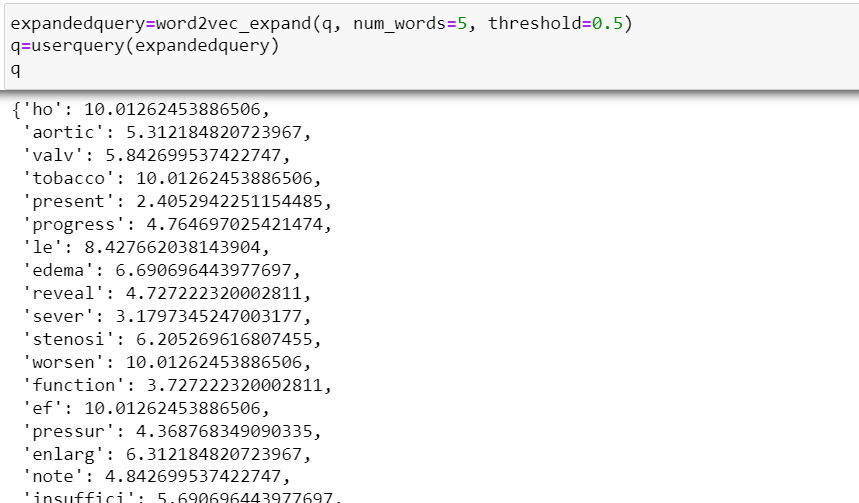 expandedquery=word2vec_expand(q, num_words=5, threshold=0.5)
q=userquery(expandedquery)
q
{'ho': 10.01262453886506,
'aortic': 5.312184820723967,
'valv': 5.842699537422747,
'tobacco': 10.01262453886506,
'present': 2.4052942251154485,
'progress': 4.764697025421474,
'le': 8.427662038143904,
'edema': 6.690696443977697,
'reveal': 4.727222320002811,
'sever': 3.1797345247003177,
'stenosi': 6.205269616807455,
'worsen': 10.01262453886506,
'function': 3.727222320002811,
'ef': 10.01262453886506,
'pressur': 4.368768349090335,
'enlarg': 6.312184820723967,
'note': 4.842699537422747,
'insuffici': 5.690696443977697,